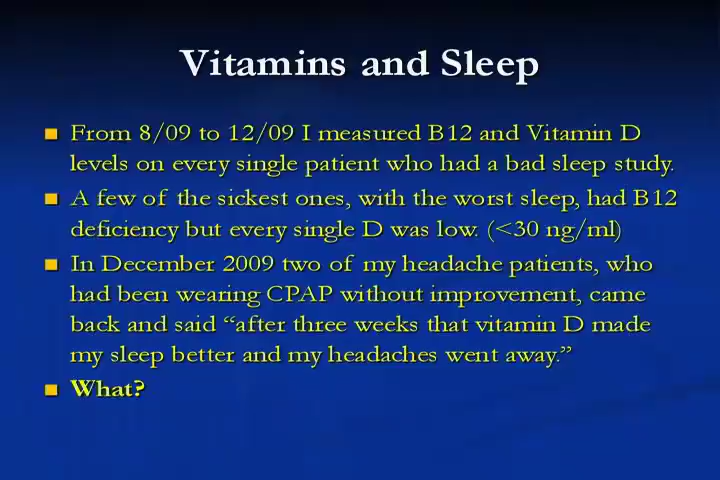 Vitamins and Sleep
From 8/09 to 12/09 I measured B12 and Vitamin D
levels on every single patient who had a bad sleep study.
A few of the sickest ones, with the worst sleep, had B12
deficiency but every single D was low. (<30 ng/ml)
In December 2009 two of my headache patients, who
had been wearing CPAP without improvement, came
back and said “after three weeks that vitamin D made
my sleep better and my headaches went away.”
What?